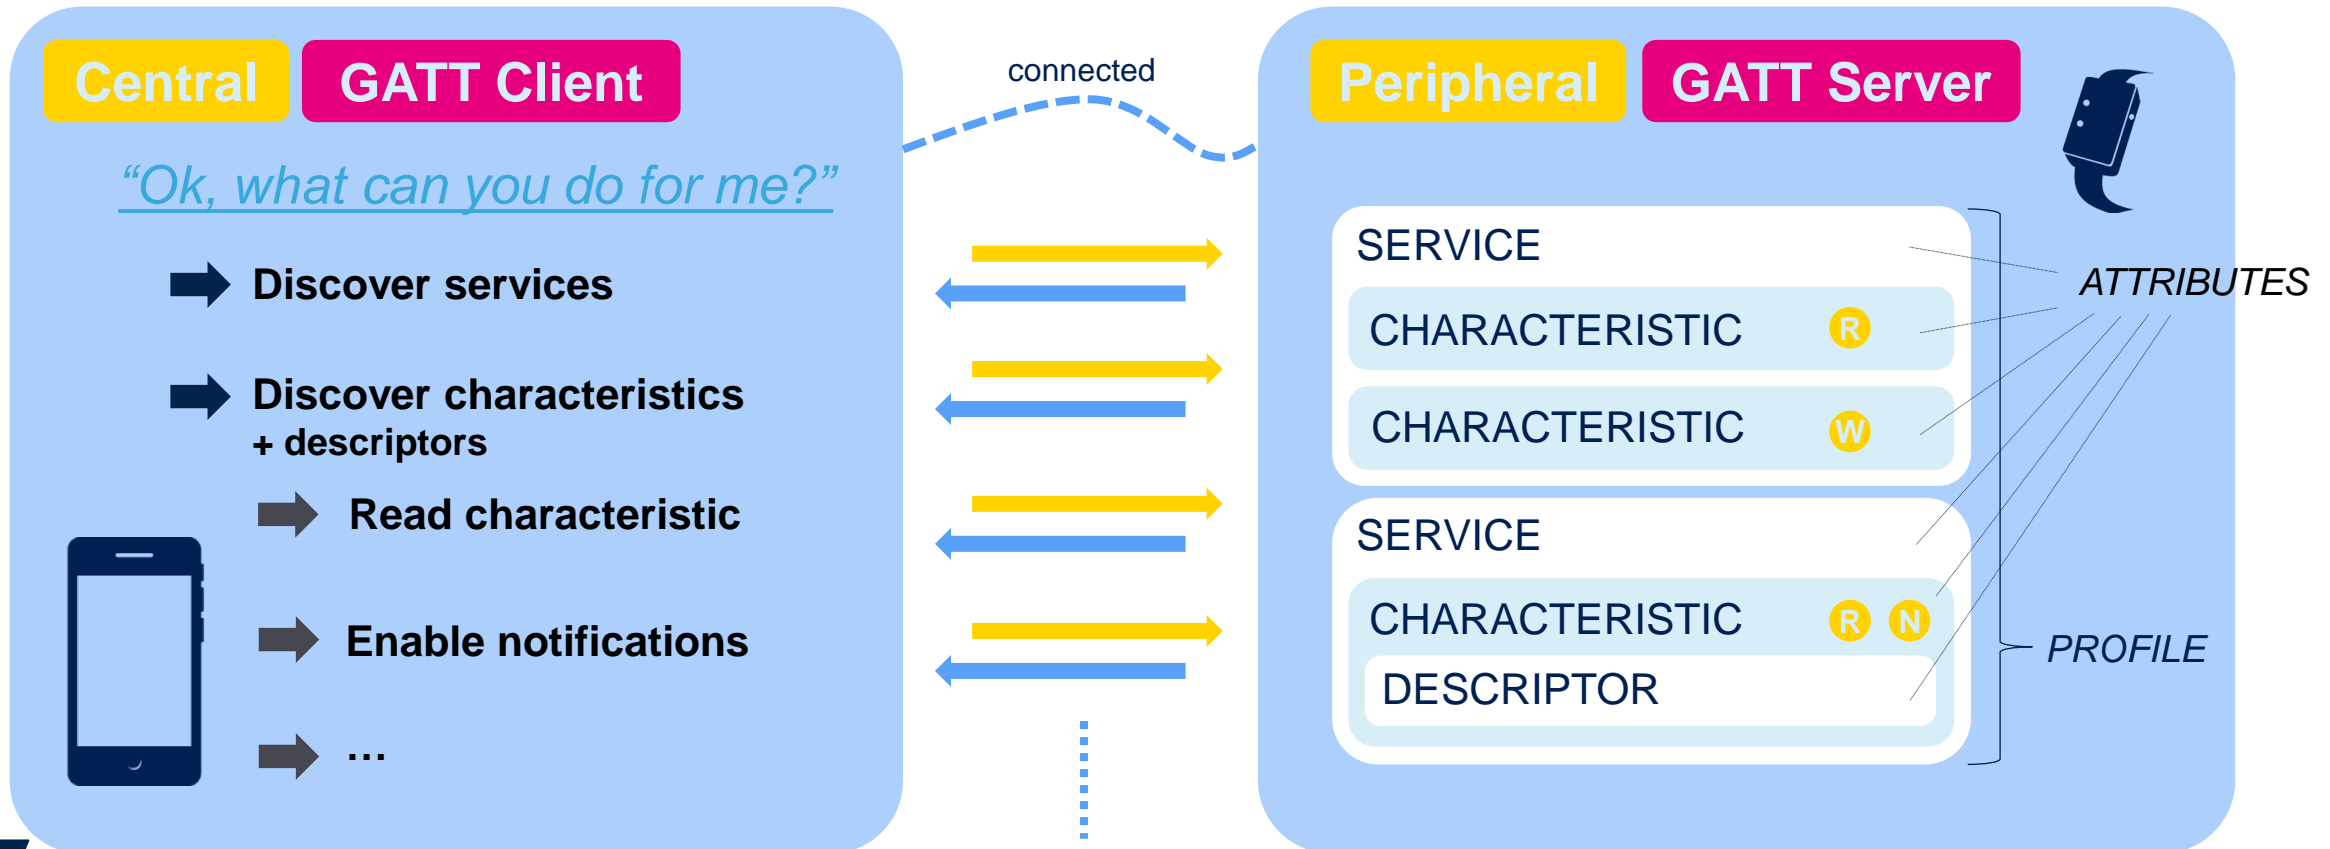 Central
GATT Client
“Ok, what can you do for me?”
Discover services
Discover characteristics
+ descriptors
Read characteristic
Enable notifications
...
connected
Peripheral
GATT Server
SERVICE
CHARACTERISTIC R
CHARACTERISTIC W
SERVICE
CHARACTERISTIC R N
DESCRIPTOR
ATTRIBUTES
PROFILE